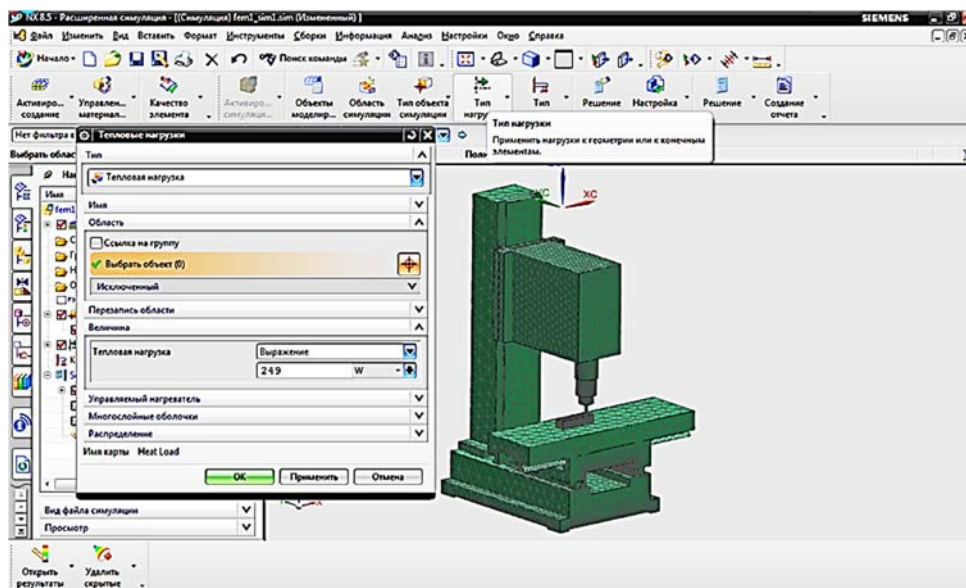 NX 8.5 - Расширенная симуляция - [(Симуляция) fem1_sim1.sim (Измененный) ]
SIEMENS
Файл Изменить Вид Вставить Формат Инструменты Сборки Информация Анализ Настройки Окно Справка
Начало
Поиск команды
Активиро... создание
Управлен... материал...
Качество элемента
Активиро... симуляци...
Объекты моделир...
Область симуляции
Тип объекта симуляции
Тип нагру
Тип
Решение
Настройка
Решение
Создание отчета
Тип нагрузки
Применить нагрузки к геометрии или к конечным элементам.
Нет фильтра в
Выбрать облас
Тепловые нагрузки
Полн
Тип
На
Тепловая нагрузка
Имя
Имя
fem1
Область
Ссылка на группу
Выбрать объект (0)
Исключенный
Перезапись области
Величина
Тепловая нагрузка
Выражение
249 W
Управляемый нагреватель
Многослойные оболочки
Распределение
Имя карты Heat Load
ОК
Применить
Отмена
XC
X
Вид файла симуляции
Просмотр
Открыть результаты
Удалить скрытые